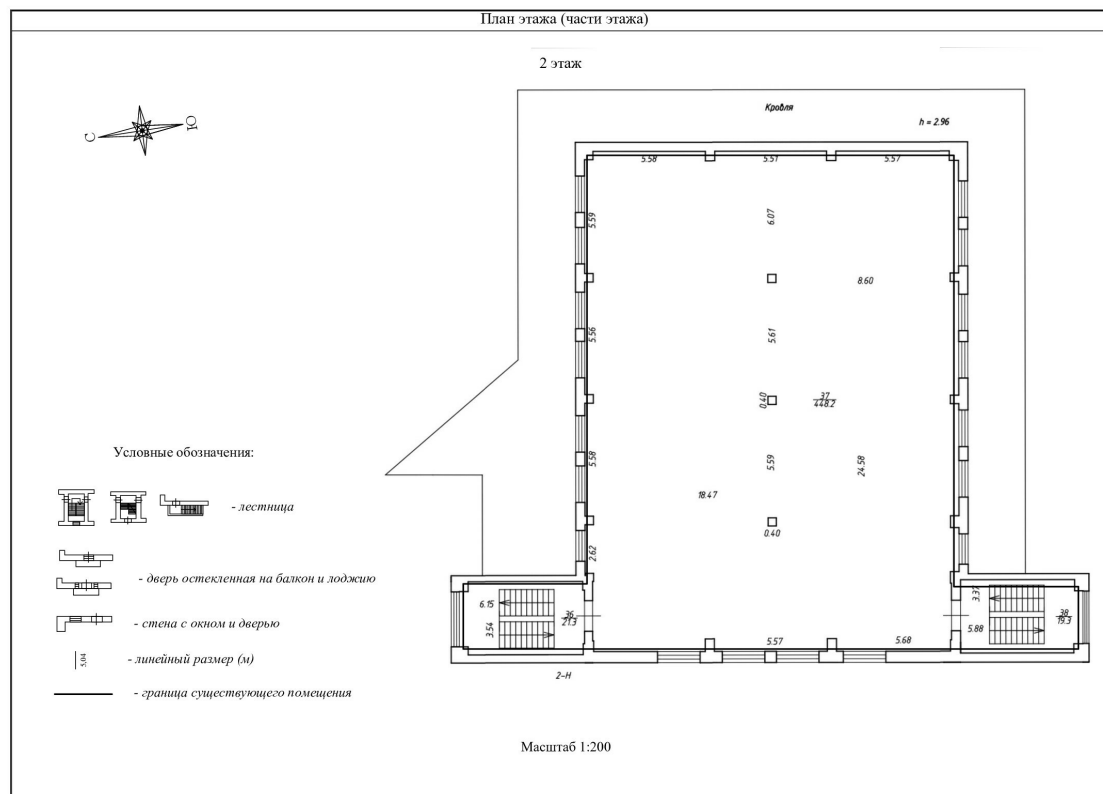 План этажа (части этажа)
2 этаж
Кровля
h = 2.96
С
Ю
5.58
5.57
5.57
5.59
6.07
8.60
5.56
5.61
0.40
37
448.2
5.58
5.59
24.58
18.47
0.40
2.62
6.15
3.54
36
21.3
3.37
5.88
38
19.3
5.57
5.68
2-Н
Условные обозначения:
- лестница
- дверь остекленная на балкон и лоджию
- стена с окном и дверью
5,04
- линейный размер (м)
- граница существующего помещения
Масштаб 1:200